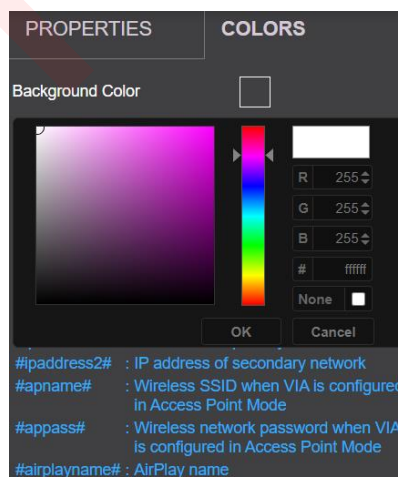 PROPERTIES COLORS
Background Color
R 255
G 255
B 255
# ffffff
None
OK Cancel
#ipaddress2# : IP address of secondary network
#apname# : Wireless SSID when VIA is configured
in Access Point Mode
#appass# : Wireless network password when VIA
is configured in Access Point Mode
#airplayname# : AirPlay name